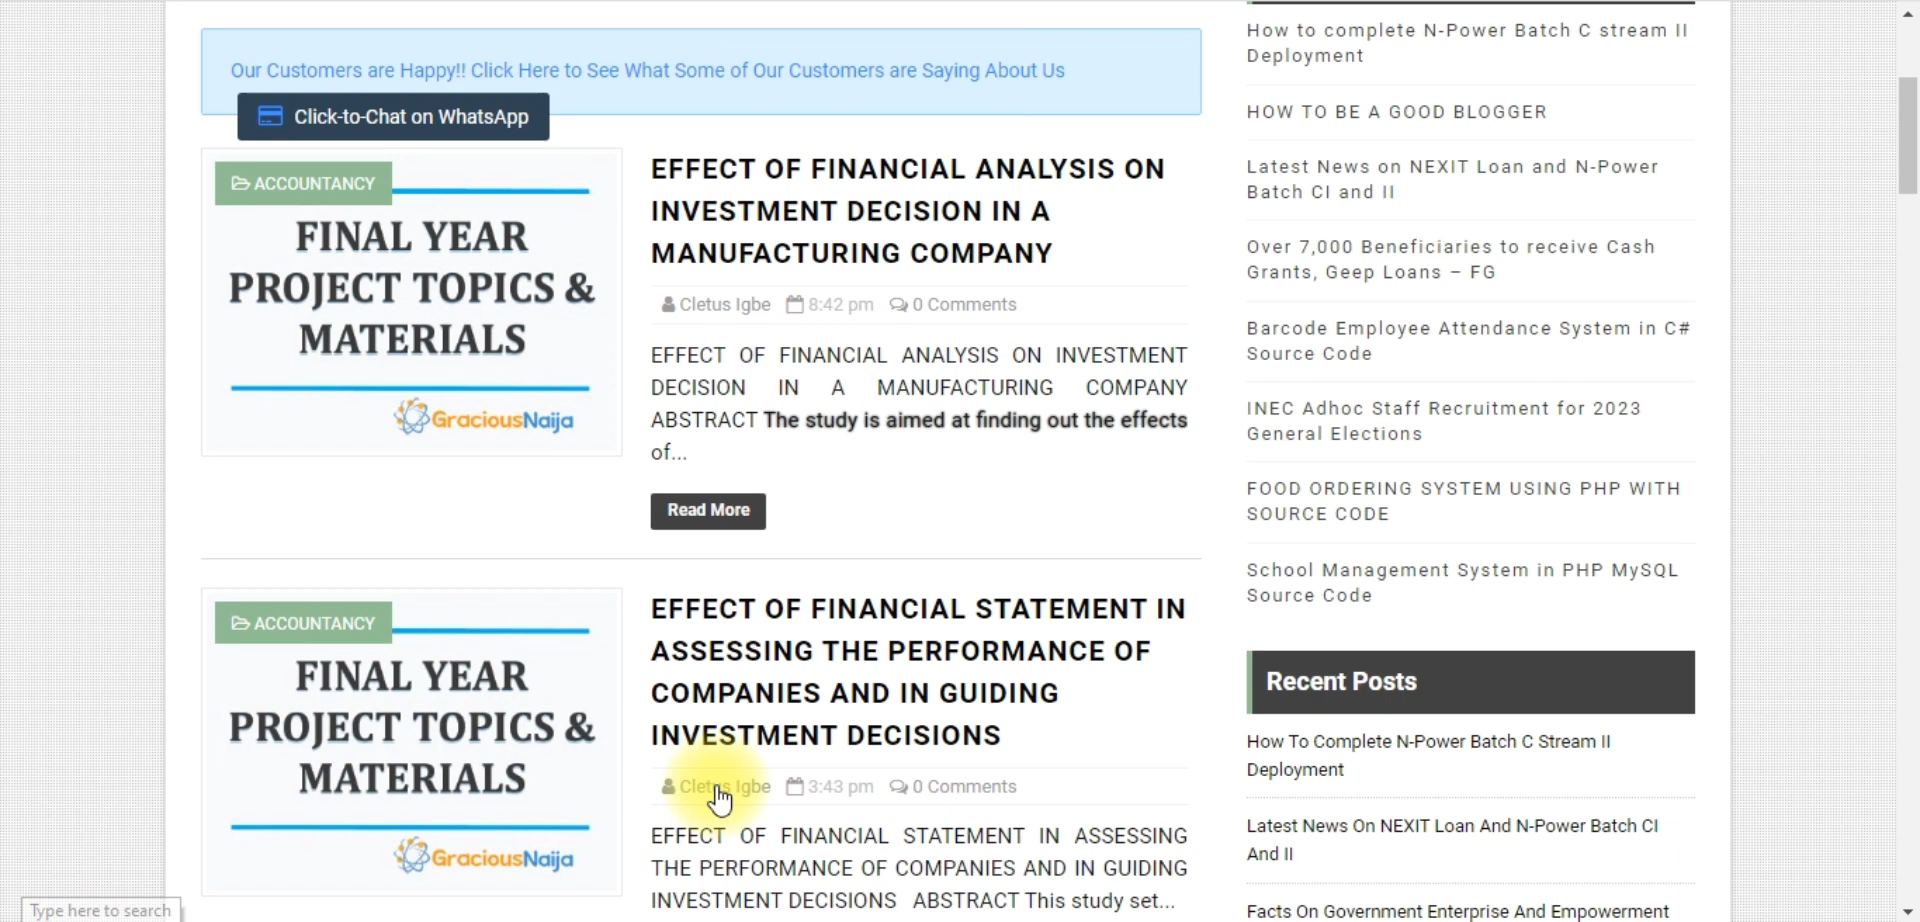 Our Customers are Happy!! Click Here to See What Some of Our Customers are Saying About Us
Click-to-Chat on WhatsApp
ACCOUNTANCY
FINAL YEAR
PROJECT TOPICS &
MATERIALS
GraciousNaija
EFFECT OF FINANCIAL ANALYSIS ON
INVESTMENT DECISION IN A
MANUFACTURING COMPANY
Cletus Igbe 8:42 pm 0 Comments
EFFECT OF FINANCIAL ANALYSIS ON INVESTMENT
DECISION IN A MANUFACTURING COMPANY
ABSTRACT The study is aimed at finding out the effects
of...
Read More
ACCOUNTANCY
FINAL YEAR
PROJECT TOPICS &
MATERIALS
GraciousNaija
EFFECT OF FINANCIAL STATEMENT IN
ASSESSING THE PERFORMANCE OF
COMPANIES AND IN GUIDING
INVESTMENT DECISIONS
Cletus Igbe 3:43 pm 0 Comments
EFFECT OF FINANCIAL STATEMENT IN ASSESSING
THE PERFORMANCE OF COMPANIES AND IN GUIDING
INVESTMENT DECISIONS ABSTRACT This study set...
How to complete N-Power Batch C stream II
Deployment
HOW TO BE A GOOD BLOGGER
Latest News on NEXIT Loan and N-Power
Batch CI and II
Over 7,000 Beneficiaries to receive Cash
Grants, Geep Loans – FG
Barcode Employee Attendance System in C#
Source Code
INEC Adhoc Staff Recruitment for 2023
General Elections
FOOD ORDERING SYSTEM USING PHP WITH
SOURCE CODE
School Management System in PHP MySQL
Source Code
Recent Posts
How To Complete N-Power Batch C Stream II
Deployment
Latest News On NEXIT Loan And N-Power Batch CI
And II
Facts On Government Enterprise And Empowerment
Type here to search